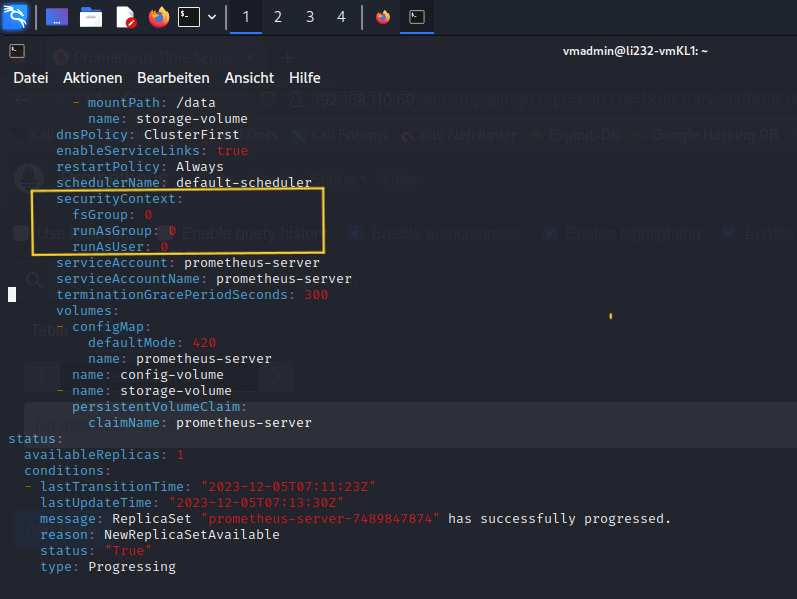 1 2 3 4
vmadmin@li232-vmKL1: ~
Datei Aktionen Bearbeiten Ansicht Hilfe
- mountPath: /data
name: storage-volume
dnsPolicy: ClusterFirst
enableServiceLinks: true
restartPolicy: Always
schedulerName: default-scheduler
securityContext:
fsGroup: 0
runAsGroup: 0
runAsUser: 0
serviceAccount: prometheus-server
serviceAccountName: prometheus-server
terminationGracePeriodSeconds: 300
volumes:
- configMap:
defaultMode: 420
name: prometheus-server
name: config-volume
- name: storage-volume
persistentVolumeClaim:
claimName: prometheus-server
status:
availableReplicas: 1
conditions:
- lastTransitionTime: "2023-12-05T07:11:23Z"
lastUpdateTime: "2023-12-05T07:13:30Z"
message: ReplicaSet "prometheus-server-7489847874" has successfully progressed.
reason: NewReplicaSetAvailable
status: "True"
type: Progressing